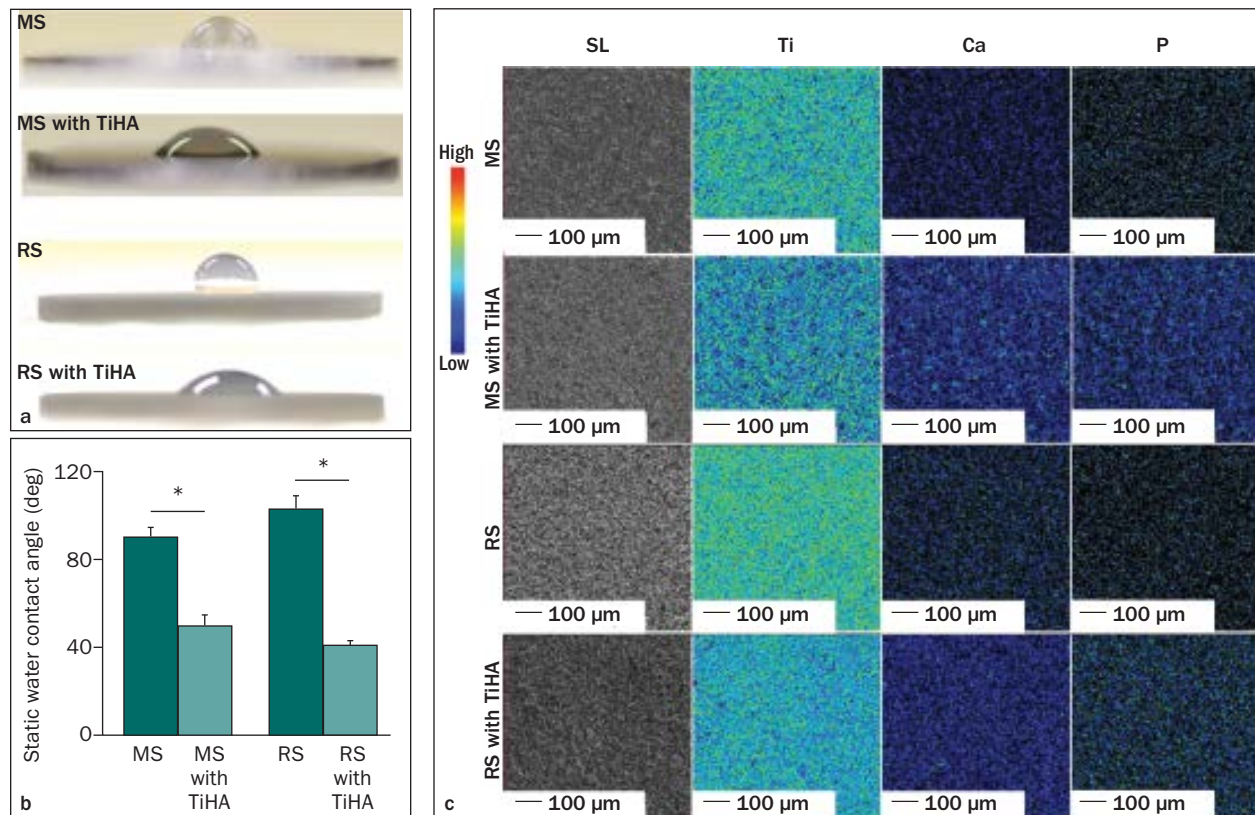 MS
MS with TiHA
RS
RS with TiHA
a
Static water contact angle (deg)
120
80
40
0
*
*
MS
MS
with
TiHA
RS
RS
with
TiHA
b
SL Ti Ca P
High
Low
MS
100 µm 100 µm 100 µm 100 µm
MS with TiHA
100 µm 100 µm 100 µm 100 µm
RS
100 µm 100 µm 100 µm 100 µm
RS with TiHA
100 µm 100 µm 100 µm 100 µm
c